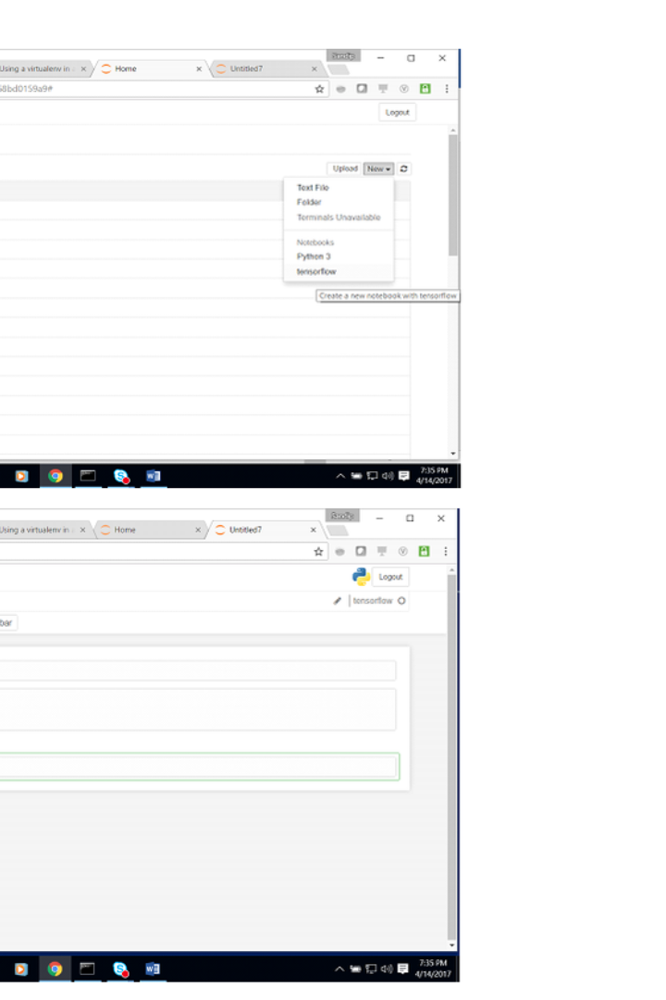 Sandip
Using a virtualenv in a
Home
Untitled7
58bd0159a9#
Logout
Upload New
Text File
Folder
Terminals Unavailable
Notebooks
Python 3
tensorflow
Create a new notebook with tensorflow
7:35 PM
4/14/2017
Sandip
Using a virtualenv in a
Home
Untitled7
Logout
tensorflow
bar
7:35 PM
4/14/2017